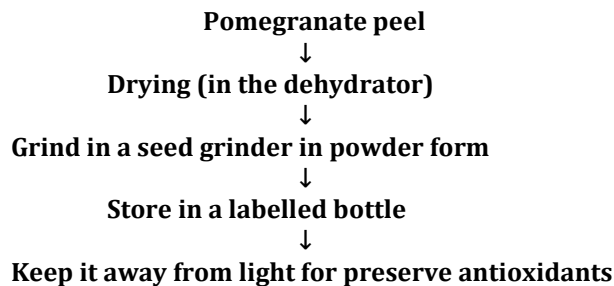 Pomegranate peel
↓
Drying (in the dehydrator)
↓
Grind in a seed grinder in powder form
↓
Store in a labelled bottle
↓
Keep it away from light for preserve antioxidants